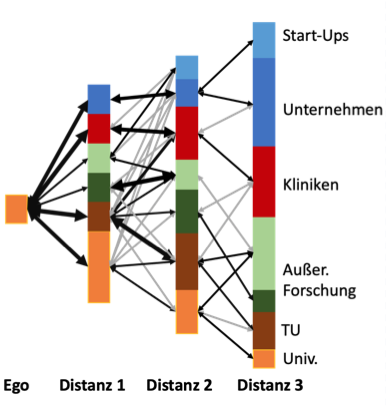 Start-Ups
Unternehmen
Kliniken
Außer.
Forschung
TU
Univ.
Ego Distanz 1 Distanz 2 Distanz 3